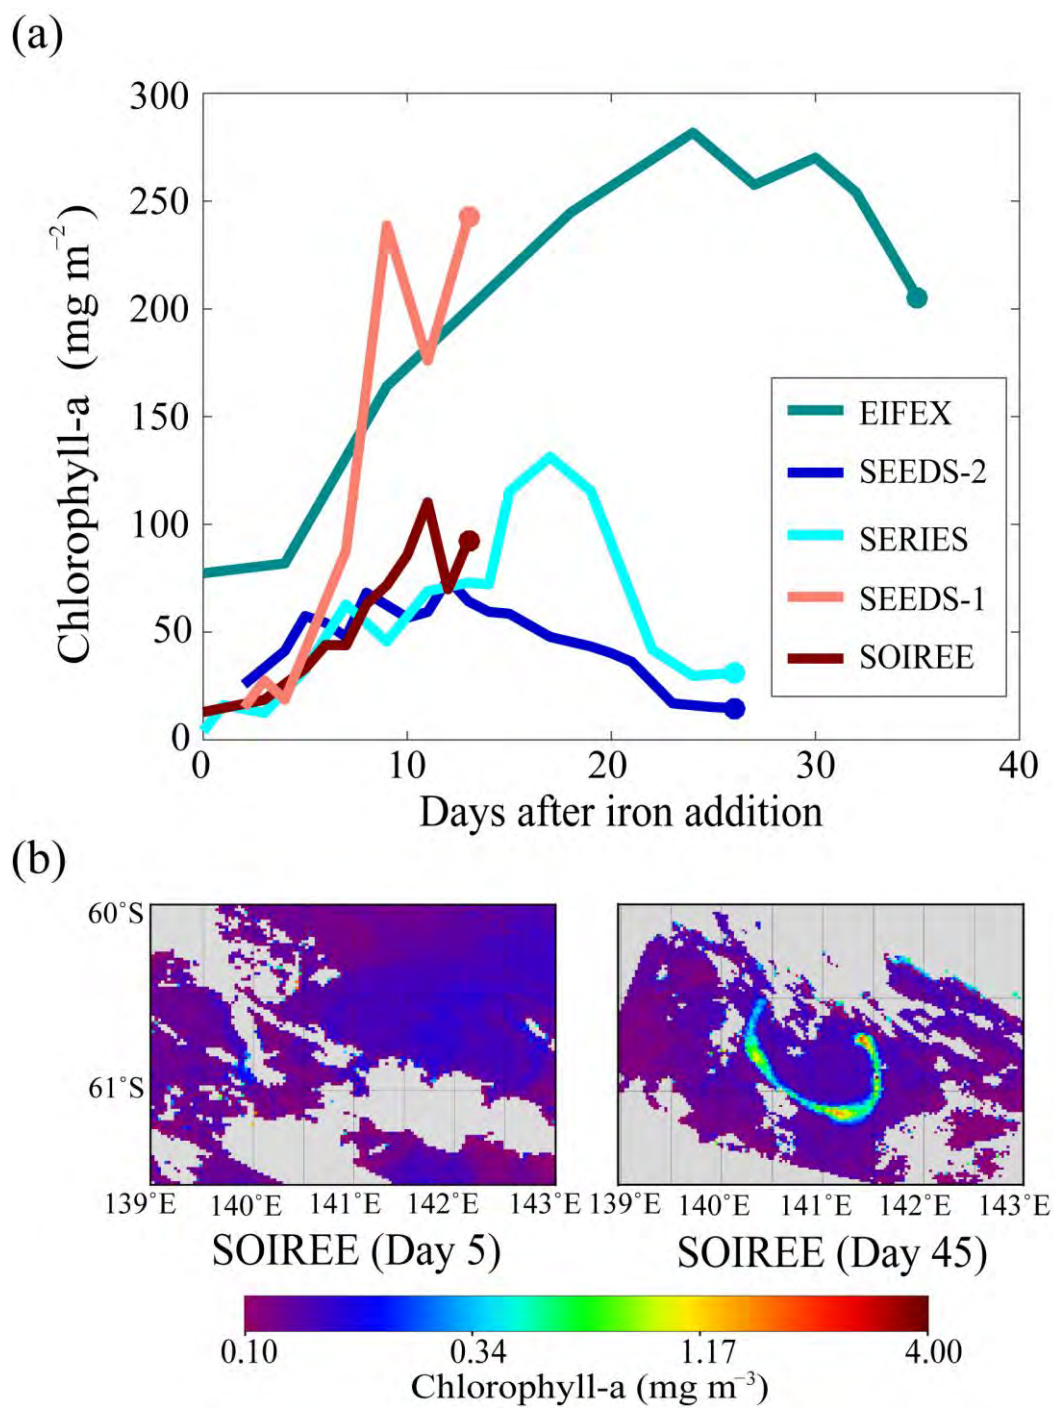 (a)
300
250
200
150
100
50
0
Chlorophyll-a (mg m⁻²)
EIFEX
SEEDS-2
SERIES
SEEDS-1
SOIREE
0 10 20 30 40
Days after iron addition
(b)
60°S
61°S
139°E 140°E 141°E 142°E 143°E 139°E 140°E 141°E 142°E 143°E
SOIREE (Day 5) SOIREE (Day 45)
0.10 0.34 1.17 4.00
Chlorophyll-a (mg m⁻³)